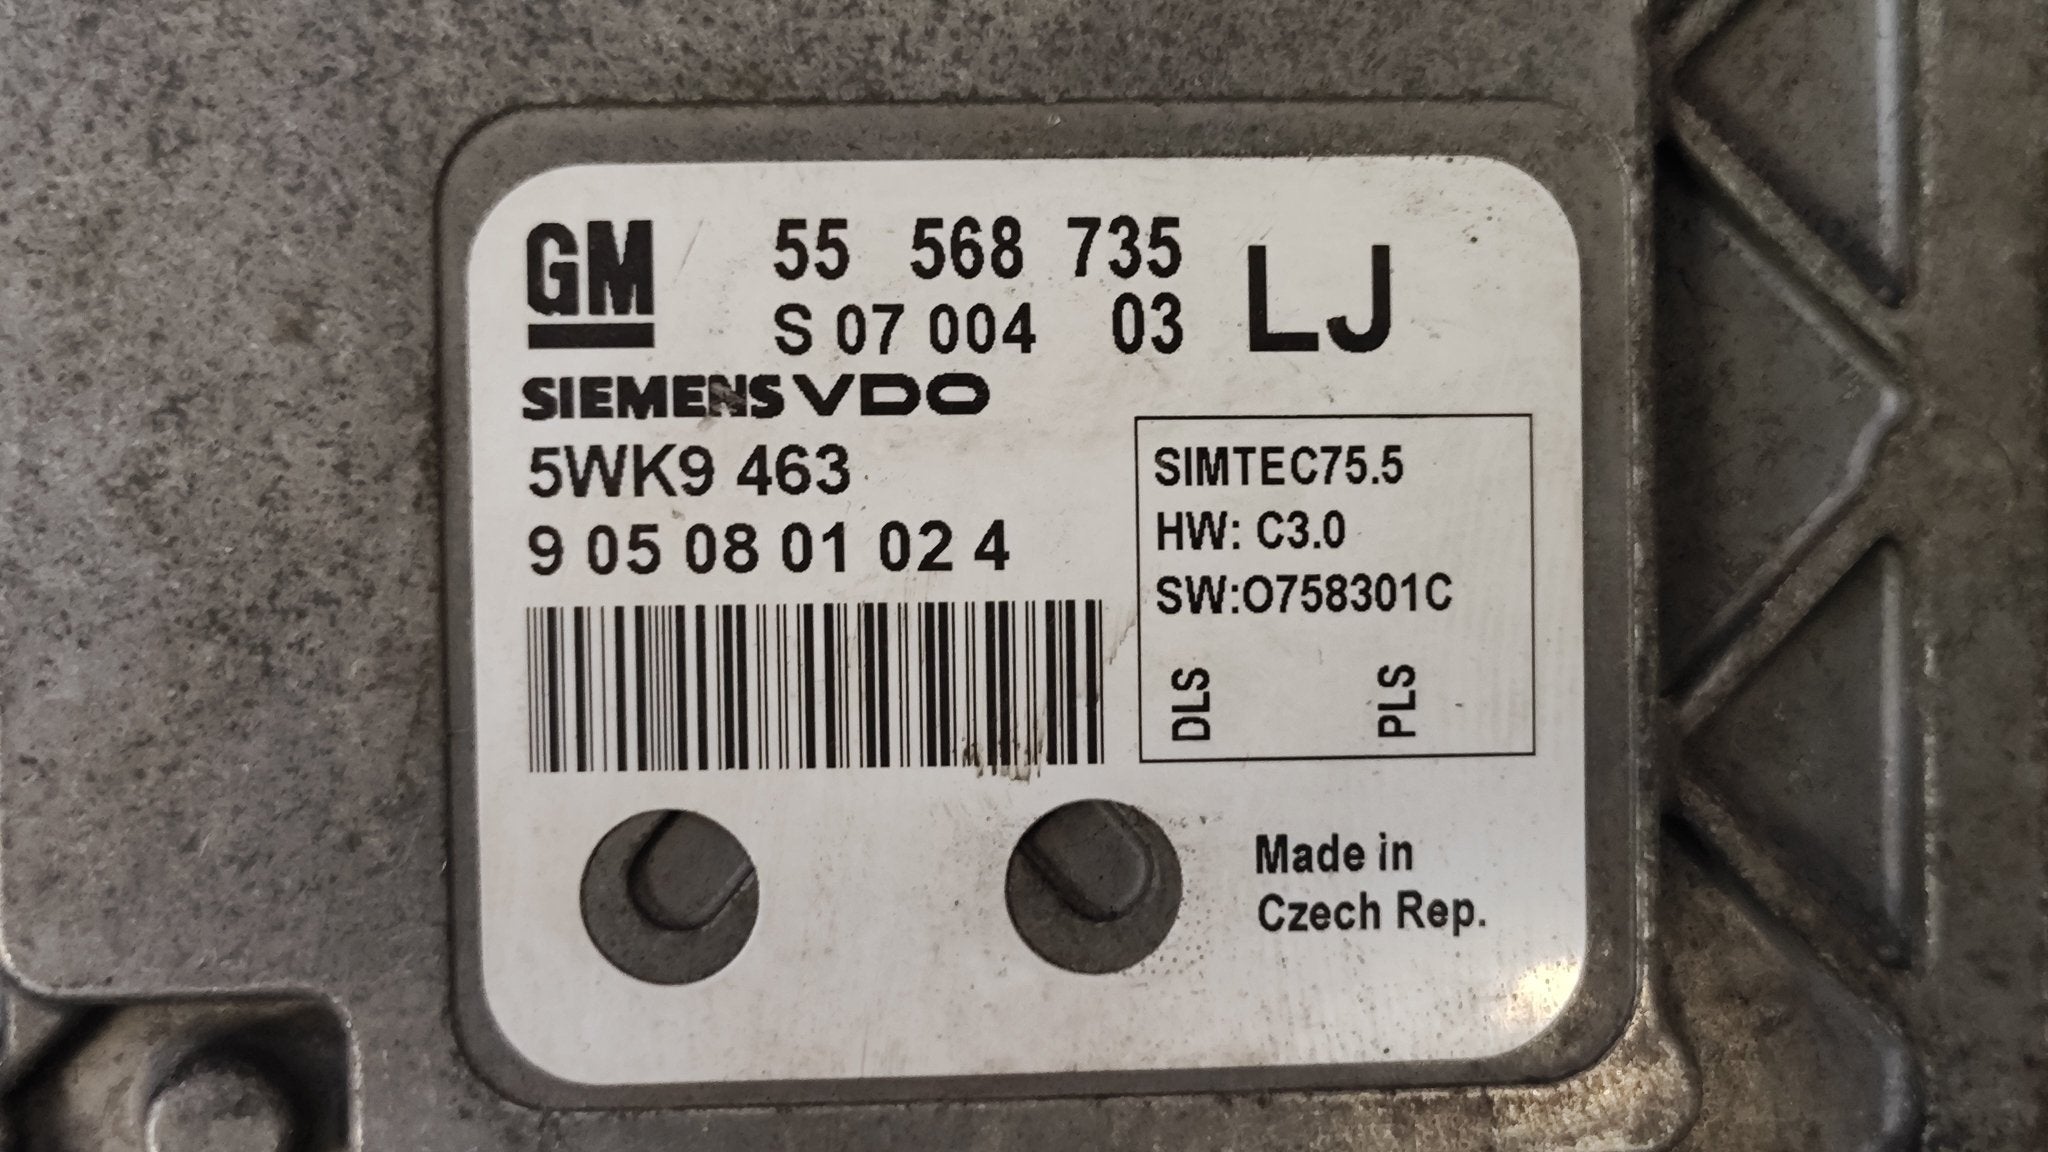 GM 55 568 735 LJ
S 07 004 03
SIEMENS VDO
5WK9 463
9 05 08 01 02 4
SIMTEC75.5
HW: C3.0
SW:O758301C
DLS PLS
Made in
Czech Rep.